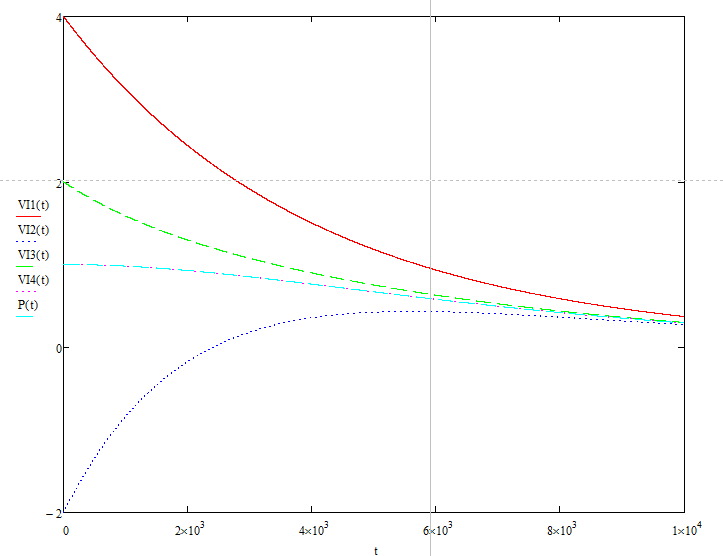 4
2
VI1(t)
VI2(t)
VI3(t)
VI4(t)
P(t)
0
−2
0 2×10³ 4×10³ 6×10³ 8×10³ 1×10⁴
t